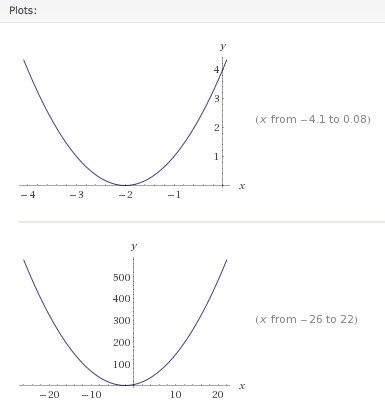 Plots:
y
4
3
2
1
(x from −4.1 to 0.08)
−4 −3 −2 −1 x
y
500
400
300
200
100
(x from −26 to 22)
−20 −10 10 20 x